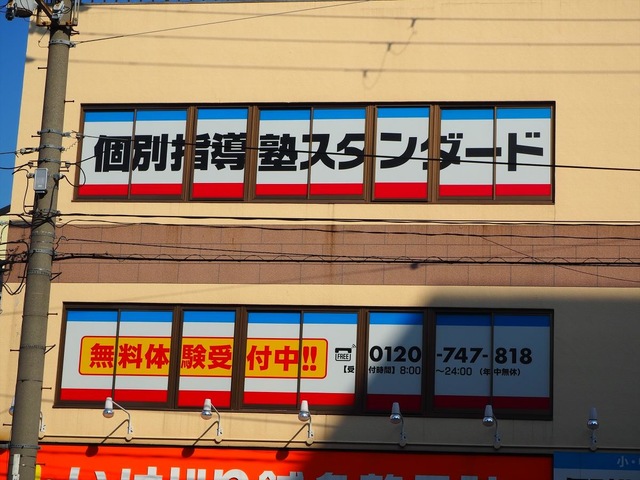 個別指導塾スタンダード
無料体験受付中!!
FREE
0120-747-818
【受付時間】8:00～24:00（年中無休）